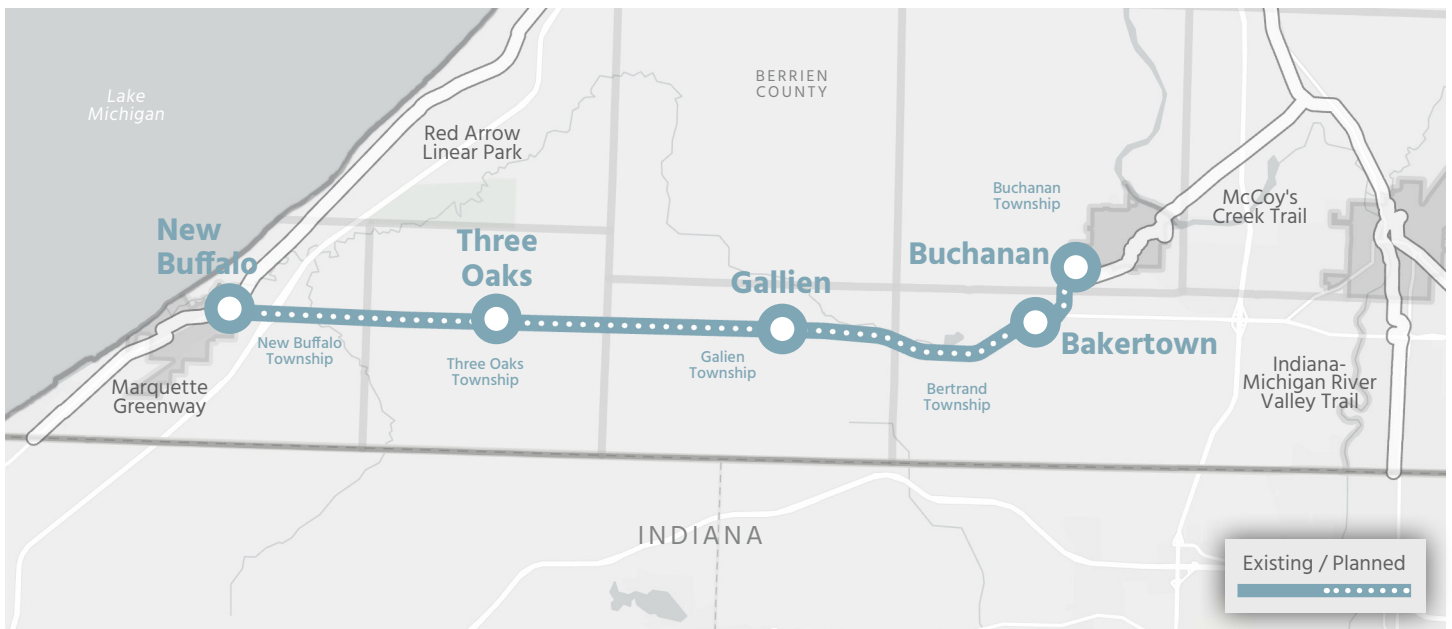 BERRIEN
COUNTY
Lake
Michigan
Red Arrow
Linear Park
Buchanan
Township
McCoy's
Creek Trail
New
Buffalo
Three
Oaks
Buchanan
Gallien
Bakertown
New Buffalo
Township
Three Oaks
Township
Galien
Township
Bertrand
Township
Indiana-
Michigan River
Valley Trail
Marquette
Greenway
INDIANA
Existing / Planned